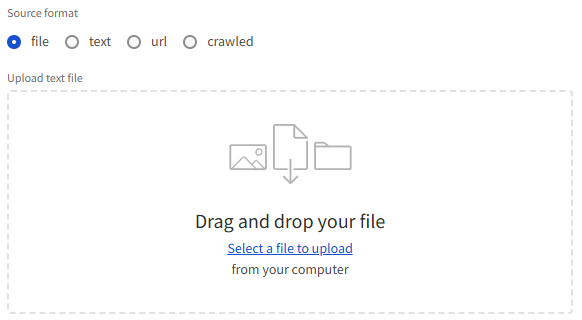 Source format
file text url crawled
Upload text file
Drag and drop your file
Select a file to upload
from your computer